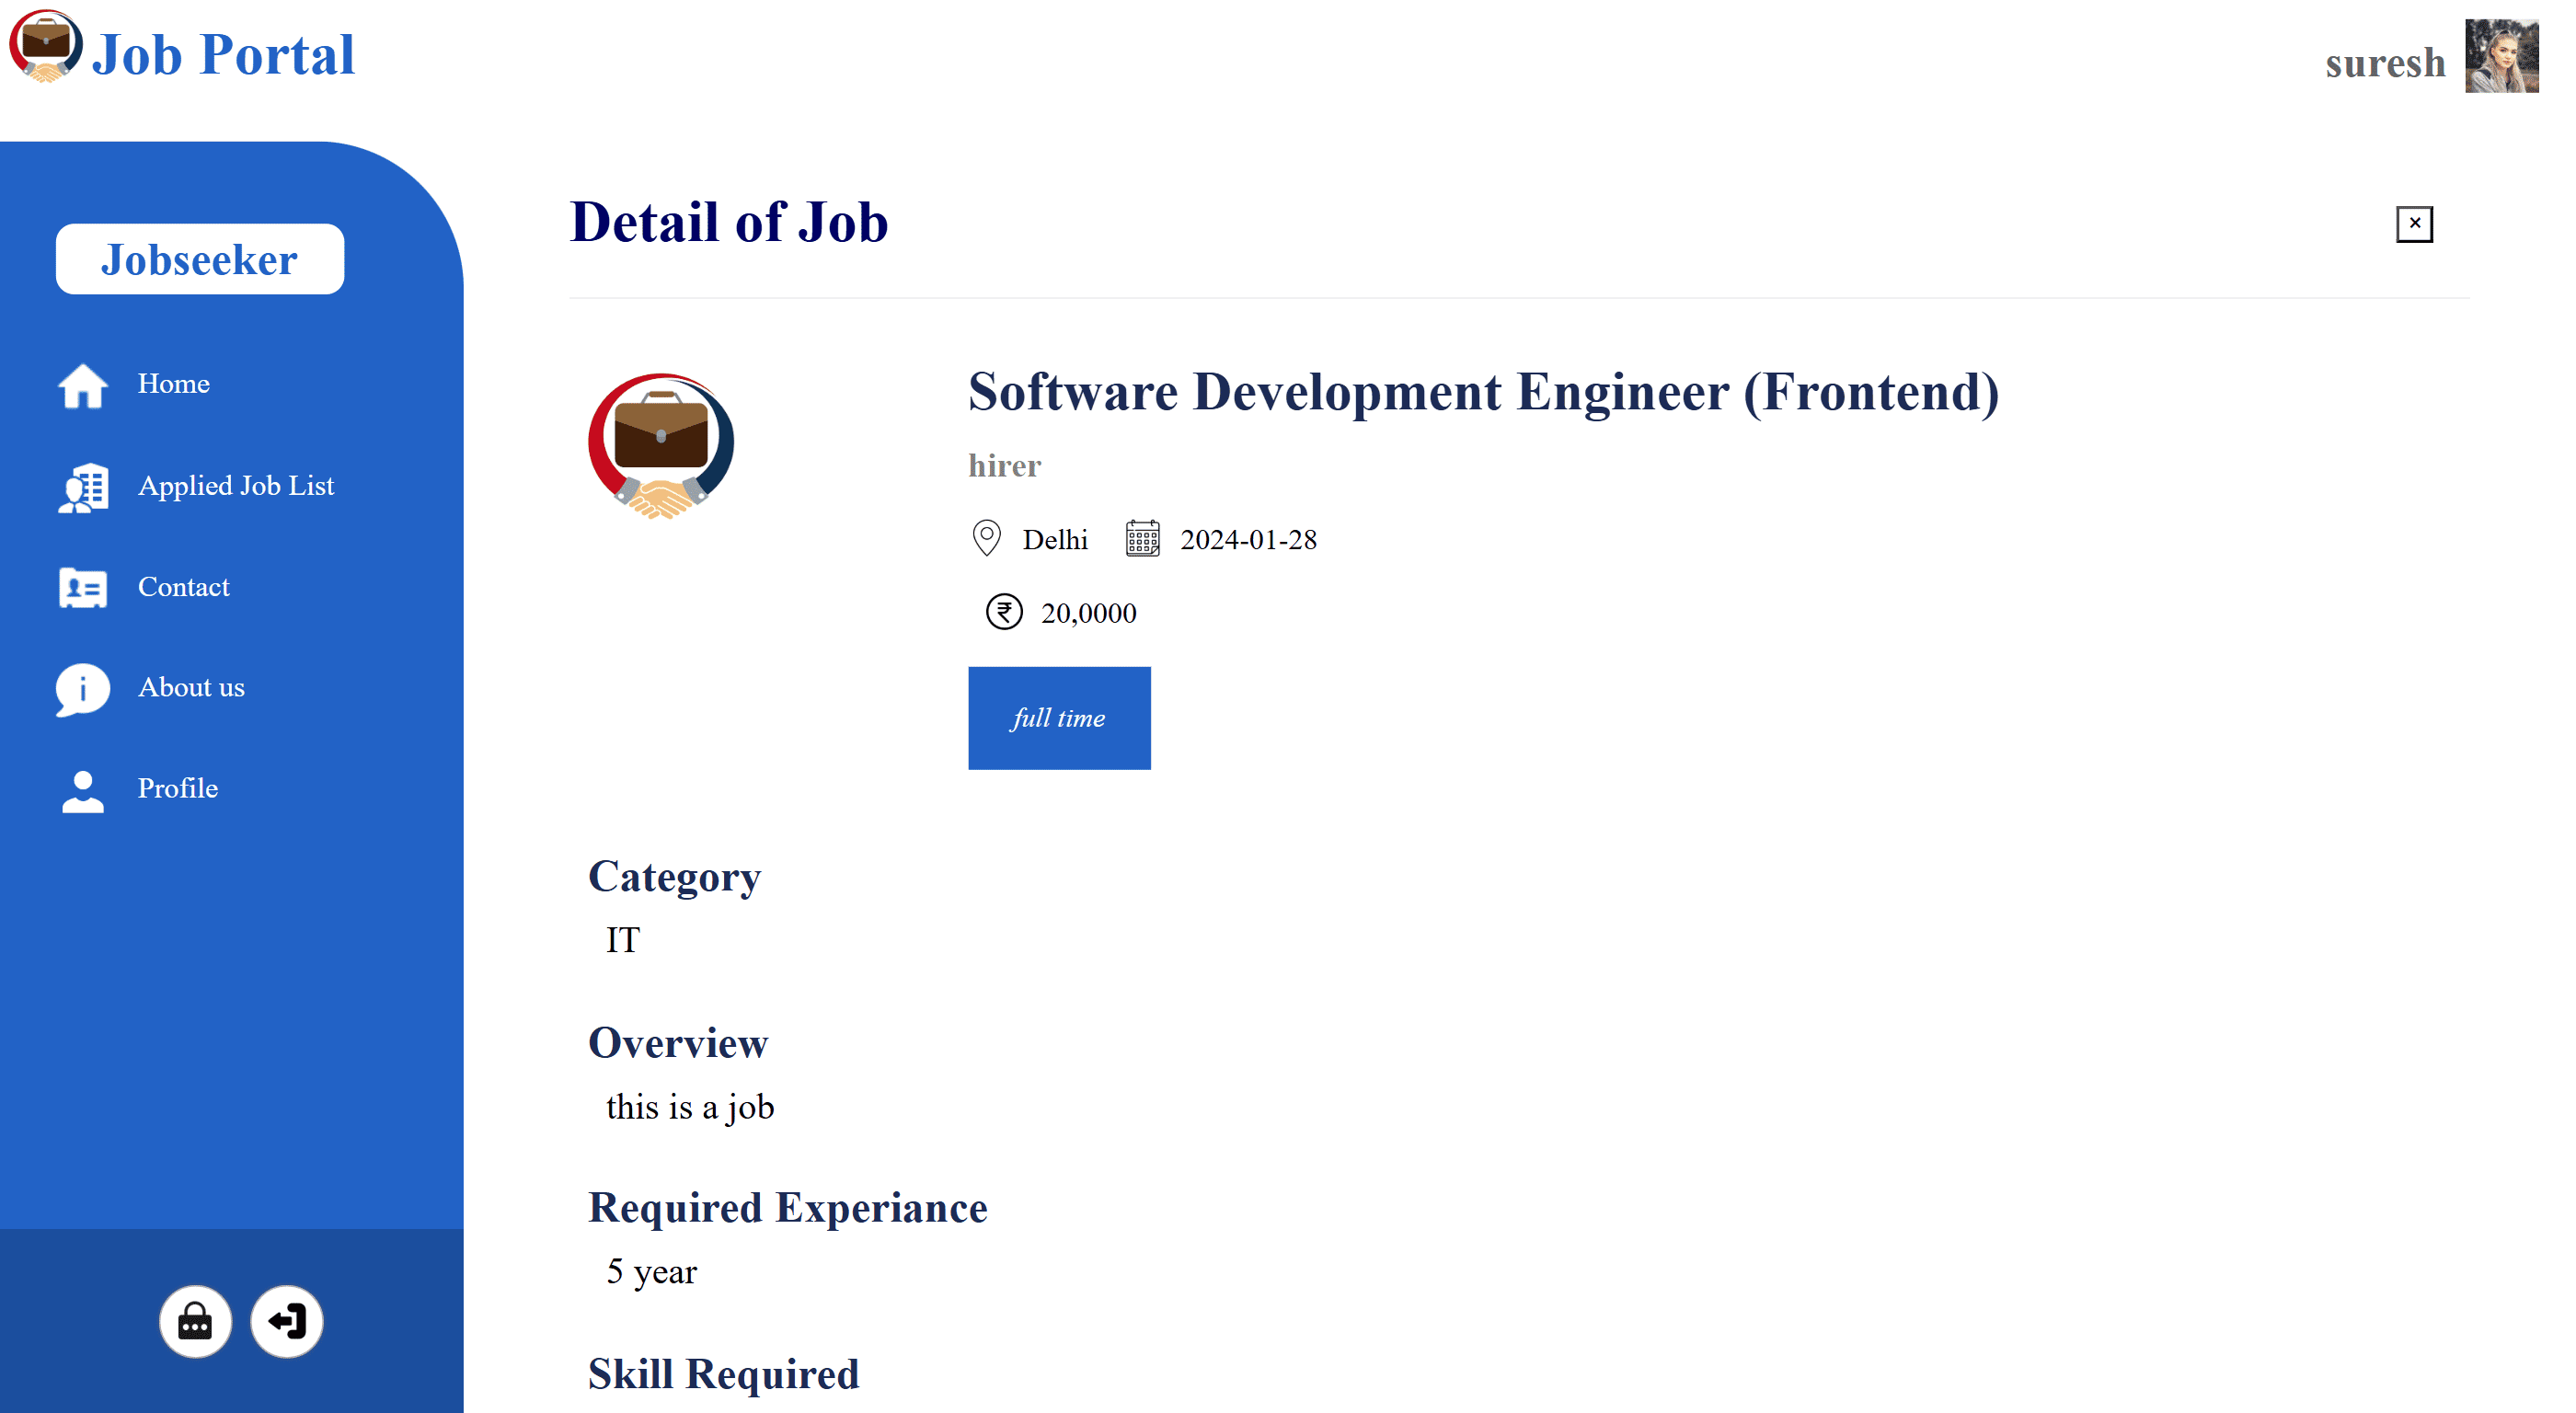 Job Portal
suresh
Jobseeker
Home
Applied Job List
Contact
About us
Profile
Detail of Job
×
Software Development Engineer (Frontend)
hirer
Delhi 2024-01-28
₹ 20,0000
full time
Category
IT
Overview
this is a job
Required Experiance
5 year
Skill Required